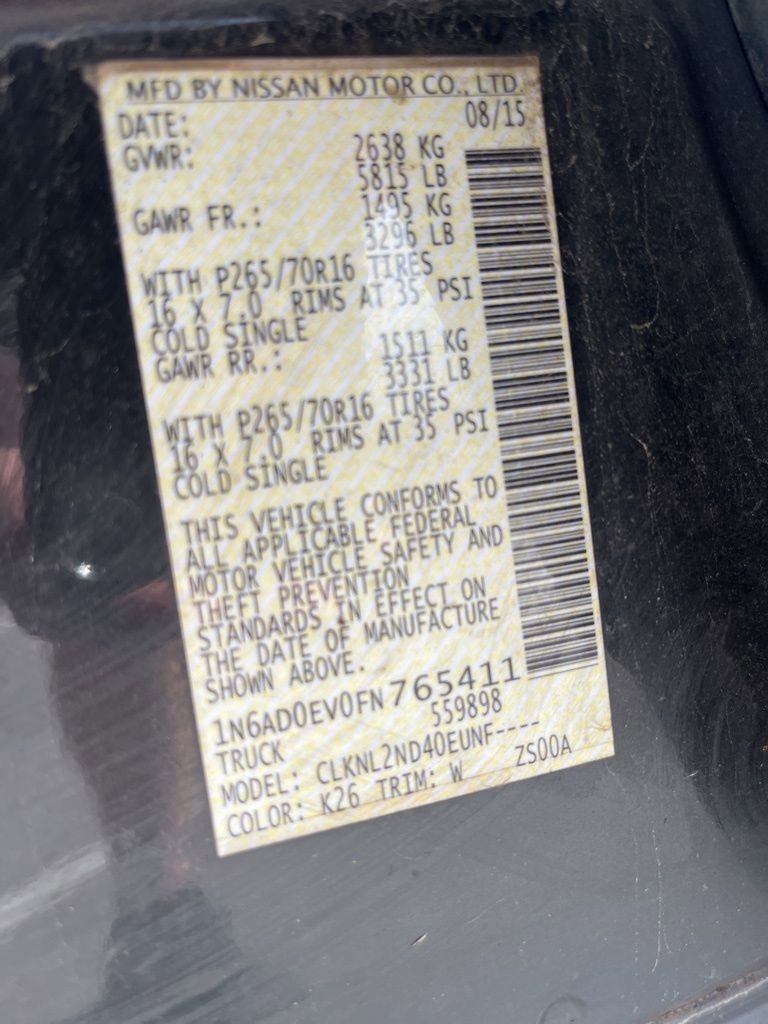 MFD BY NISSAN MOTOR CO., LTD.
DATE: 08/15
GVWR: 2638 KG
5815 LB
GAWR FR.: 1495 KG
3296 LB
WITH P265/70R16 TIRES
16 X 7.0 RIMS AT 35 PSI
COLD SINGLE
GAWR RR.: 1511 KG
3331 LB
WITH P265/70R16 TIRES
16 X 7.0 RIMS AT 35 PSI
COLD SINGLE
THIS VEHICLE CONFORMS TO
ALL APPLICABLE FEDERAL
MOTOR VEHICLE SAFETY AND
THEFT PREVENTION
STANDARDS IN EFFECT ON
THE DATE OF MANUFACTURE
SHOWN ABOVE.
1N6AD0EV0FN765411
TRUCK 559898
MODEL: CLKNL2ND40EUNF----
COLOR: K26 TRIM: W ZS00A